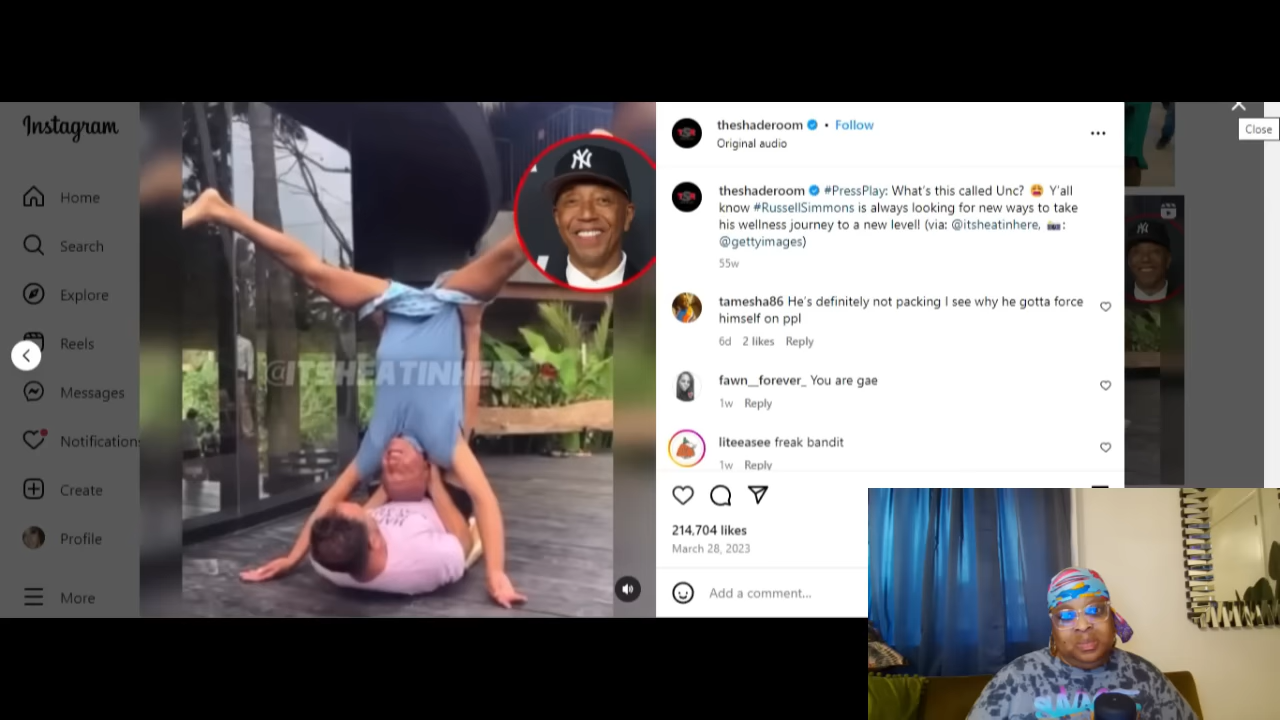 Instagram
Home
Search
Explore
Reels
Messages
Notifications
Create
Profile
More
@ITSHEATINHERE
NY
theshaderoom • Follow
Original audio
Close
theshaderoom #PressPlay: What's this called Unc? 😩 Y'all
know #RussellSimmons is always looking for new ways to take
his wellness journey to a new level! (via: @itsheatinhere, 📷:
@gettyimages)
55w
tamesha86 He's definitely not packing I see why he gotta force
himself on ppl
6d 2 likes Reply
fawn__forever_ You are gae
1w Reply
liteeasee freak bandit
1w Reply
214,704 likes
March 28, 2023
Add a comment...